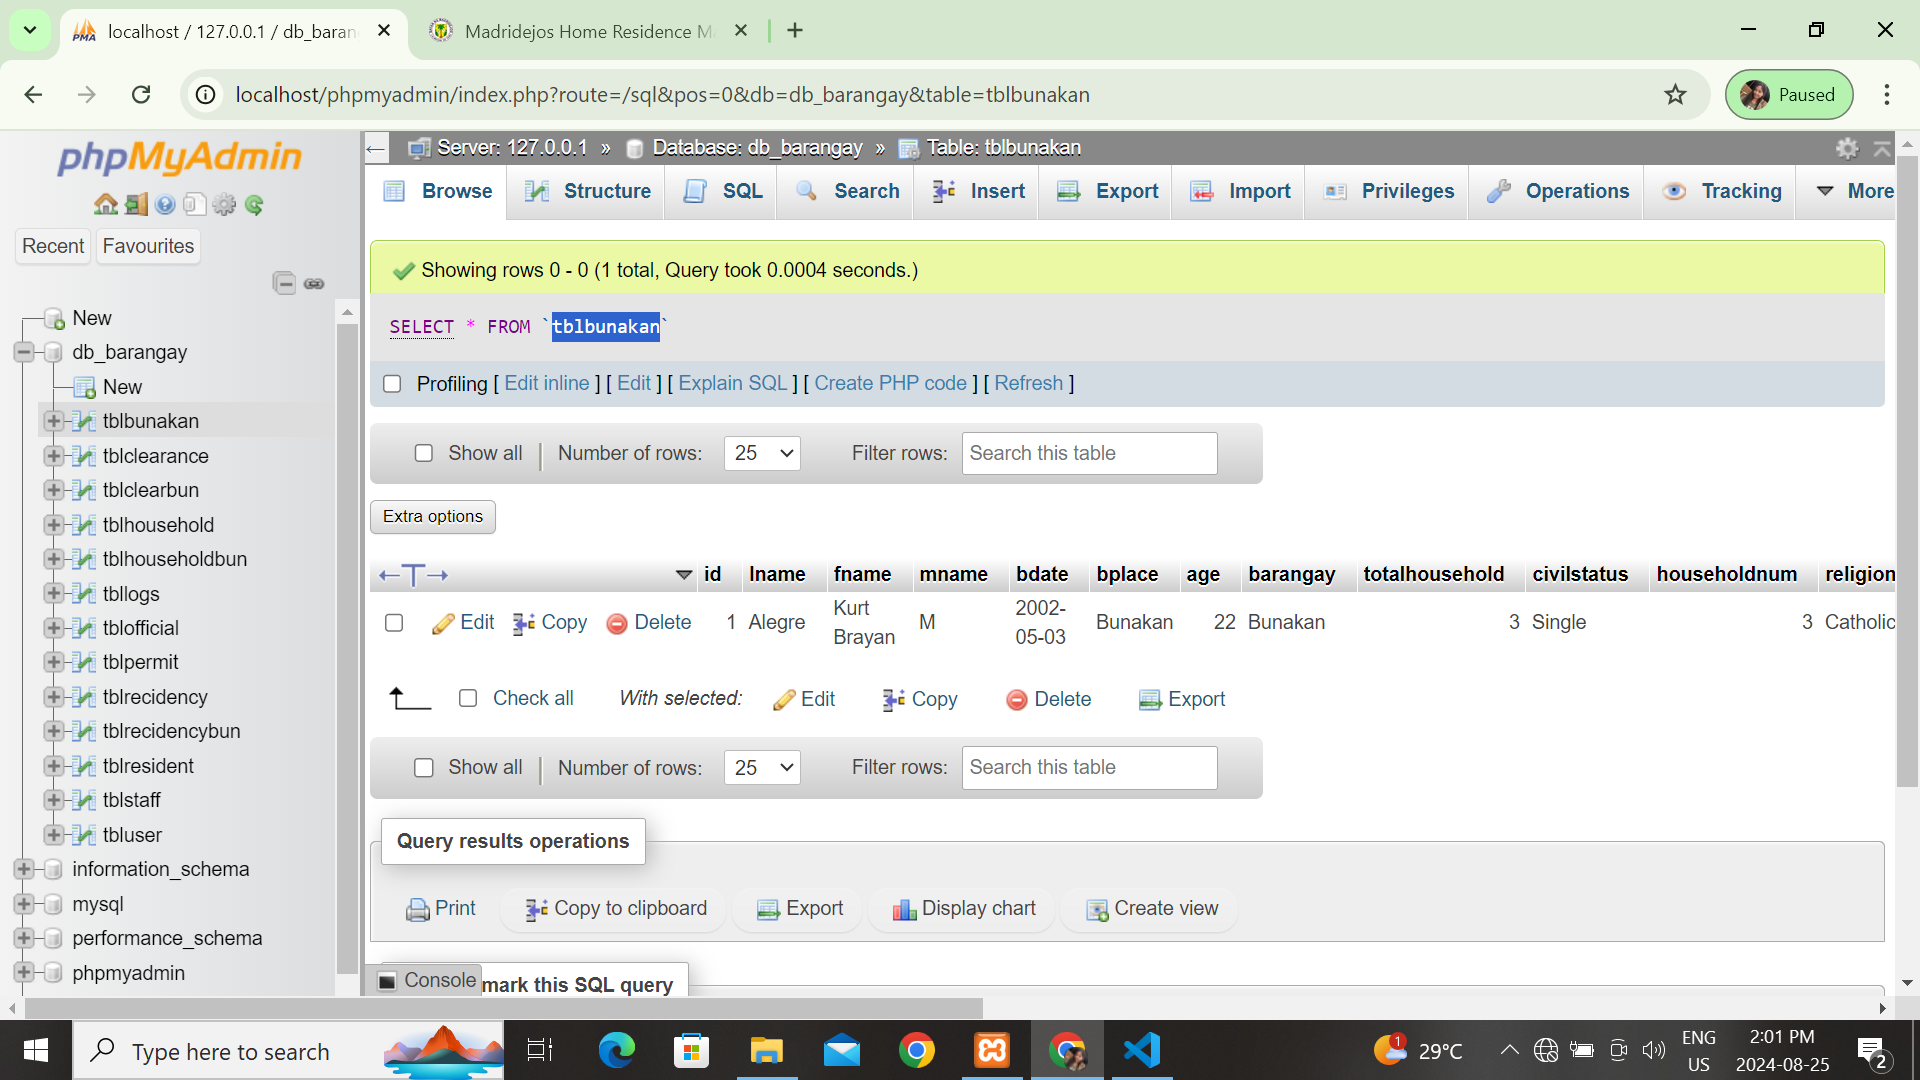 localhost / 127.0.0.1 / db_baran
Madridejos Home Residence M
localhost/phpmyadmin/index.php?route=/sql&pos=0&db=db_barangay&table=tblbunakan
Paused
phpMyAdmin
Recent
Favourites
New
db_barangay
New
tblbunakan
tblclearance
tblclearbun
tblhousehold
tblhouseholdbun
tbllogs
tblofficial
tblpermit
tblrecidency
tblrecidencybun
tblresident
tblstaff
tbluser
information_schema
mysql
performance_schema
phpmyadmin
Server: 127.0.0.1 » Database: db_barangay » Table: tblbunakan
Browse Structure SQL Search Insert Export Import Privileges Operations Tracking More
Showing rows 0 - 0 (1 total, Query took 0.0004 seconds.)
SELECT * FROM `tblbunakan`
Profiling [ Edit inline ] [ Edit ] [ Explain SQL ] [ Create PHP code ] [ Refresh ]
Show all Number of rows: 25 Filter rows: Search this table
Extra options
←T→ id lname fname mname bdate bplace age barangay totalhousehold civilstatus householdnum religion
Edit Copy Delete 1 Alegre Kurt Brayan M 2002-05-03 Bunakan 22 Bunakan 3 Single 3 Catholic
Check all With selected: Edit Copy Delete Export
Show all Number of rows: 25 Filter rows: Search this table
Query results operations
Print Copy to clipboard Export Display chart Create view
Console
mark this SQL query
Type here to search
1
29°C
ENG
US
2:01 PM
2024-08-25
2